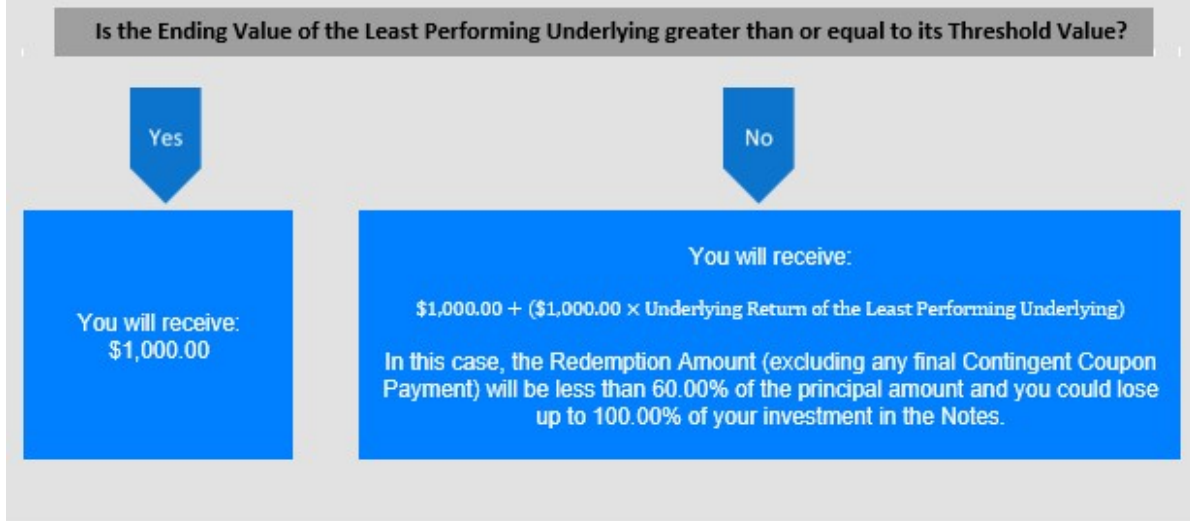 Is the Ending Value of the Least Performing Underlying greater than or equal to its Threshold Value?
Yes
No
You will receive:
$1,000.00
You will receive:
$1,000.00 + ($1,000.00 × Underlying Return of the Least Performing Underlying)
In this case, the Redemption Amount (excluding any final Contingent Coupon
Payment) will be less than 60.00% of the principal amount and you could lose
up to 100.00% of your investment in the Notes.